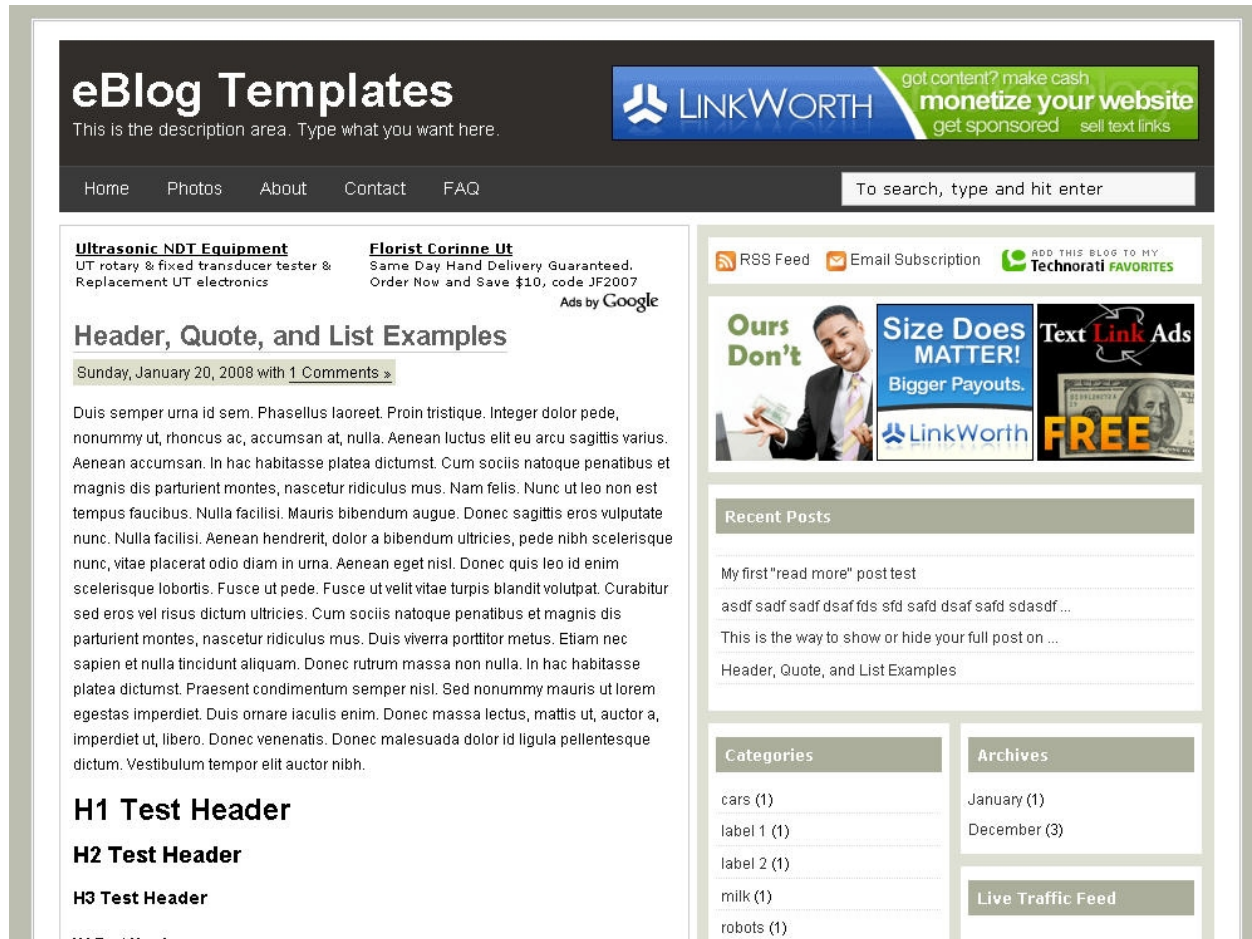 eBlog Templates
This is the description area. Type what you want here.
LINKWORTH
got content? make cash
monetize your website
get sponsored sell text links
Home Photos About Contact FAQ
To search, type and hit enter
Ultrasonic NDT Equipment
UT rotary & fixed transducer tester &
Replacement UT electronics
Florist Corinne Ut
Same Day Hand Delivery Guaranteed.
Order Now and Save $10, code JF2007
Ads by Google
Header, Quote, and List Examples
Sunday, January 20, 2008 with 1 Comments »
Duis semper urna id sem. Phasellus laoreet. Proin tristique. Integer dolor pede,
nonummy ut, rhoncus ac, accumsan at, nulla. Aenean luctus elit eu arcu sagittis varius.
Aenean accumsan. In hac habitasse platea dictumst. Cum sociis natoque penatibus et
magnis dis parturient montes, nascetur ridiculus mus. Nam felis. Nunc ut leo non est
tempus faucibus. Nulla facilisi. Mauris bibendum augue. Donec sagittis eros vulputate
nunc. Nulla facilisi. Aenean hendrerit, dolor a bibendum ultricies, pede nibh scelerisque
nunc, vitae placerat odio diam in urna. Aenean eget nisl. Donec quis leo id enim
scelerisque lobortis. Fusce ut pede. Fusce ut velit vitae turpis blandit volutpat. Curabitur
sed eros vel risus dictum ultricies. Cum sociis natoque penatibus et magnis dis
parturient montes, nascetur ridiculus mus. Duis viverra porttitor metus. Etiam nec
sapien et nulla tincidunt aliquam. Donec rutrum massa non nulla. In hac habitasse
platea dictumst. Praesent condimentum semper nisl. Sed nonummy mauris ut lorem
egestas imperdiet. Duis ornare iaculis enim. Donec massa lectus, mattis ut, auctor a,
imperdiet ut, libero. Donec venenatis. Donec malesuada dolor id ligula pellentesque
dictum. Vestibulum tempor elit auctor nibh.
H1 Test Header
H2 Test Header
H3 Test Header
RSS Feed
Email Subscription
ADD THIS BLOG TO MY
Technorati FAVORITES
Ours
Don't
Size Does
MATTER!
Bigger Payouts.
LinkWorth
Text Link Ads
FREE
Recent Posts
My first "read more" post test
asdf sadf sadf dsaf fds sfd safd dsaf safd sdasdf ...
This is the way to show or hide your full post on ...
Header, Quote, and List Examples
Categories
cars (1)
label 1 (1)
label 2 (1)
milk (1)
robots (1)
Archives
January (1)
December (3)
Live Traffic Feed